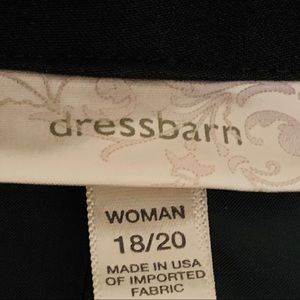 dressbarn
WOMAN
18/20
MADE IN USA
OF IMPORTED
FABRIC